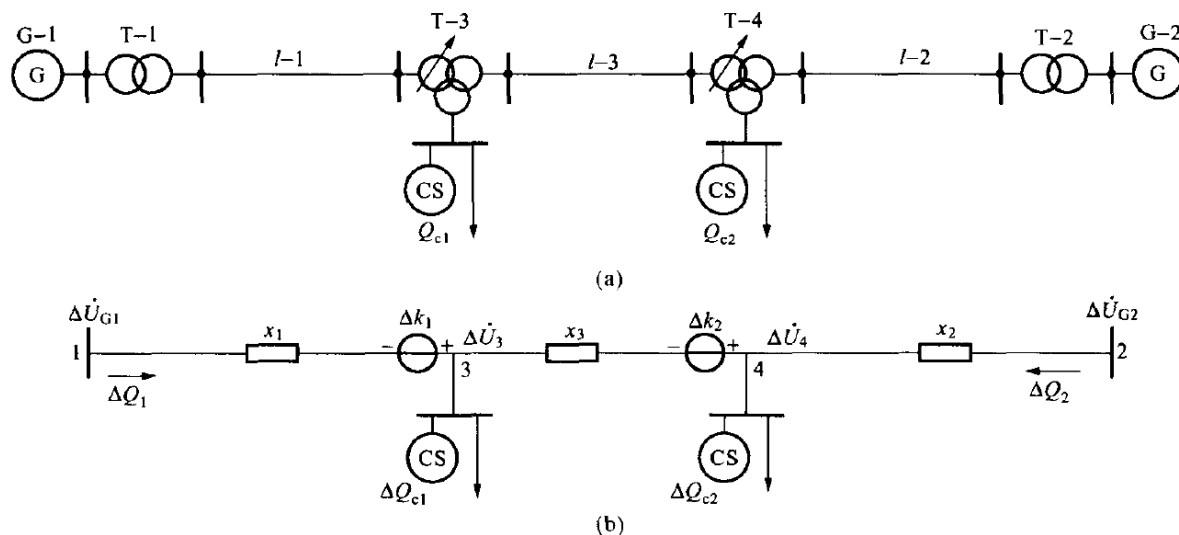 G-1 T-1 T-3 T-4 T-2 G-2
G l-1 l-3 l-2 G
CS CS
Q_c1 Q_c2
(a)
ΔU̇_G1 x_1 Δk_1 ΔU̇_3 x_3 Δk_2 ΔU̇_4 x_2 ΔU̇_G2
1 − + − + 2
ΔQ_1 3 4 ΔQ_2
CS CS
ΔQ_c1 ΔQ_c2
(b)